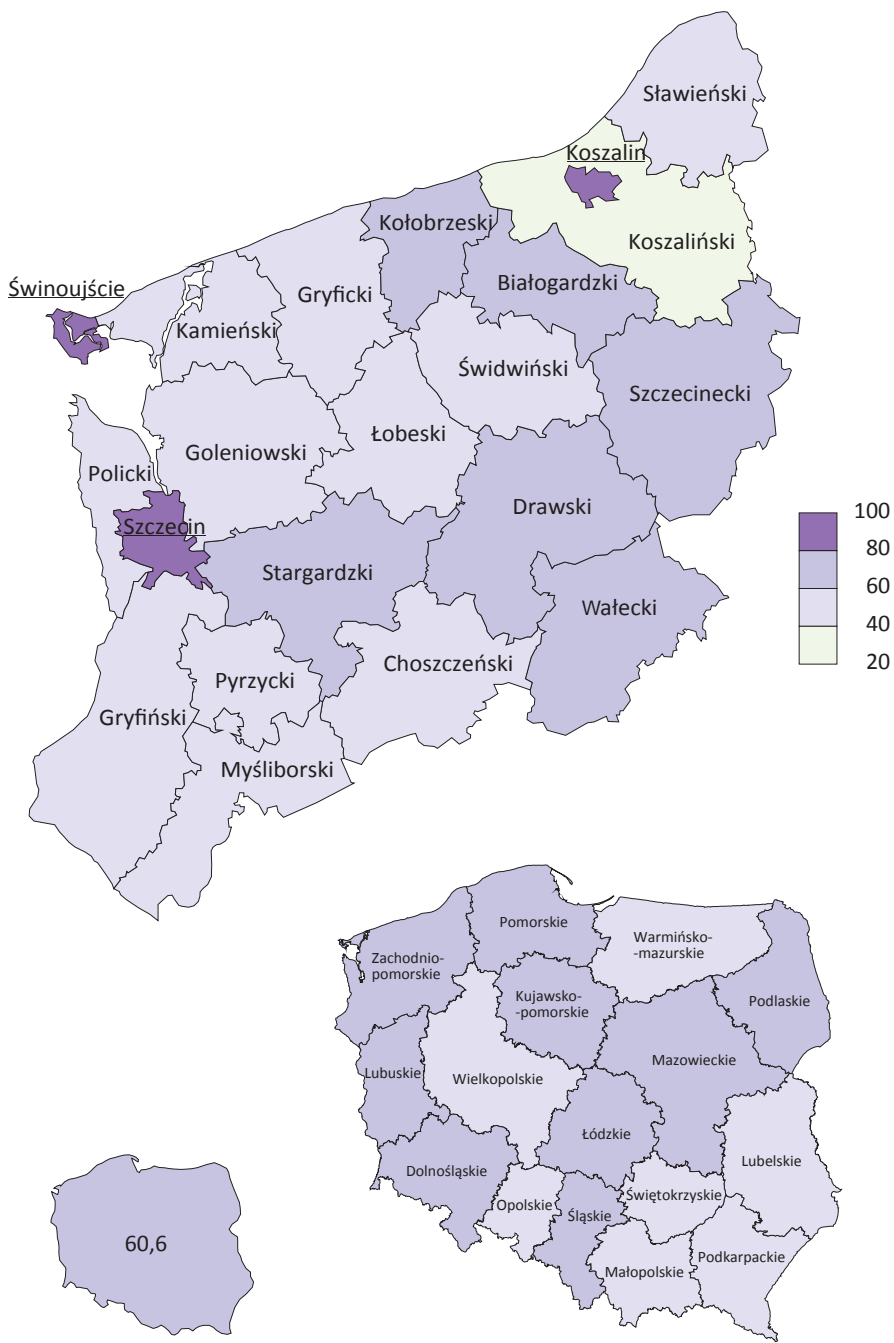 Sławieński
Koszalin
Kołobrzeski
Koszaliński
Białogardzki
Świnoujście
Gryficki
Kamieński
Świdwiński
Szczecinecki
Łobeski
Goleniowski
Policki
Drawski
Szczecin
Stargardzki
Wałecki
Choszczeński
Pyrzycki
Gryfiński
Myśliborski
100
80
60
40
20
Pomorskie
Warmińsko-
-mazurskie
Zachodnio-
pomorskie
Kujawsko-
-pomorskie
Podlaskie
Mazowieckie
Lubuskie
Wielkopolskie
Łódzkie
Lubelskie
Dolnośląskie
Opolskie
Świętokrzyskie
Śląskie
Podkarpackie
Małopolskie
60,6